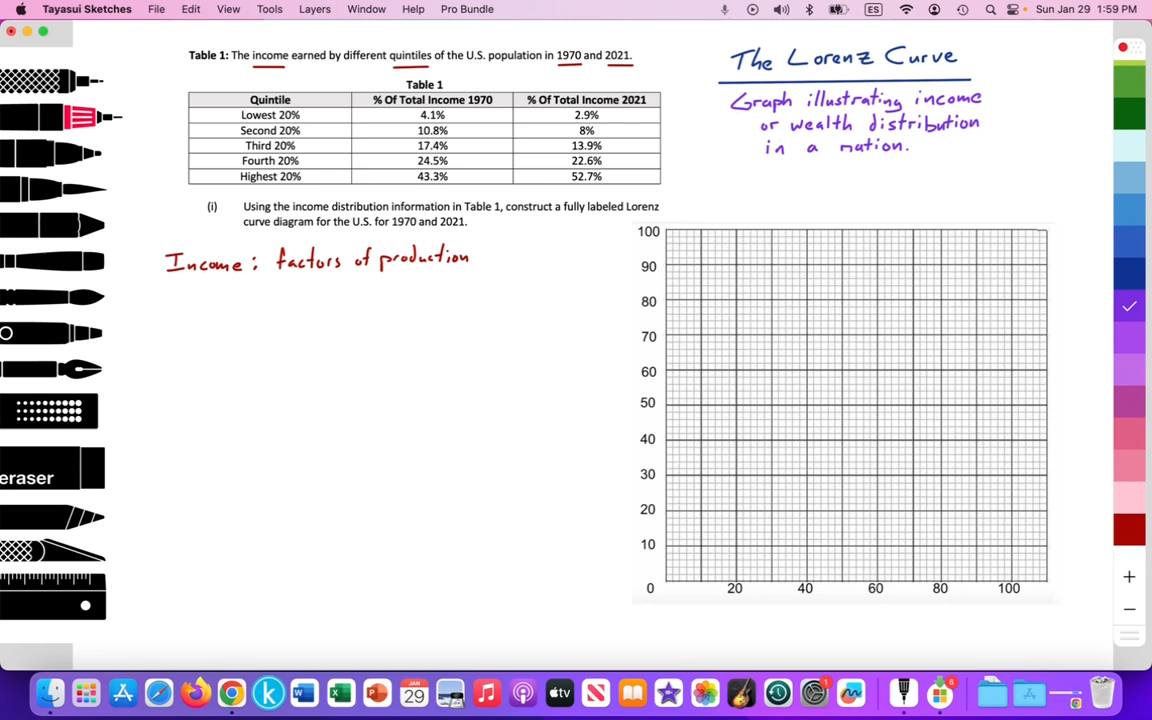 Tayasui Sketches File Edit View Tools Layers Window Help Pro Bundle ES Sun Jan 29 1:59 PM
Table 1: The income earned by different quintiles of the U.S. population in 1970 and 2021.
Table 1
Quintile % Of Total Income 1970 % Of Total Income 2021
Lowest 20% 4.1% 2.9%
Second 20% 10.8% 8%
Third 20% 17.4% 13.9%
Fourth 20% 24.5% 22.6%
Highest 20% 43.3% 52.7%
(i) Using the income distribution information in Table 1, construct a fully labeled Lorenz
curve diagram for the U.S. for 1970 and 2021.
Income: factors of production
The Lorenz Curve
Graph illustrating income
or wealth distribution
in a nation.
100
90
80
70
60
50
40
30
20
10
0 20 40 60 80 100
eraser
+
−
JAN
29
1
6
tv